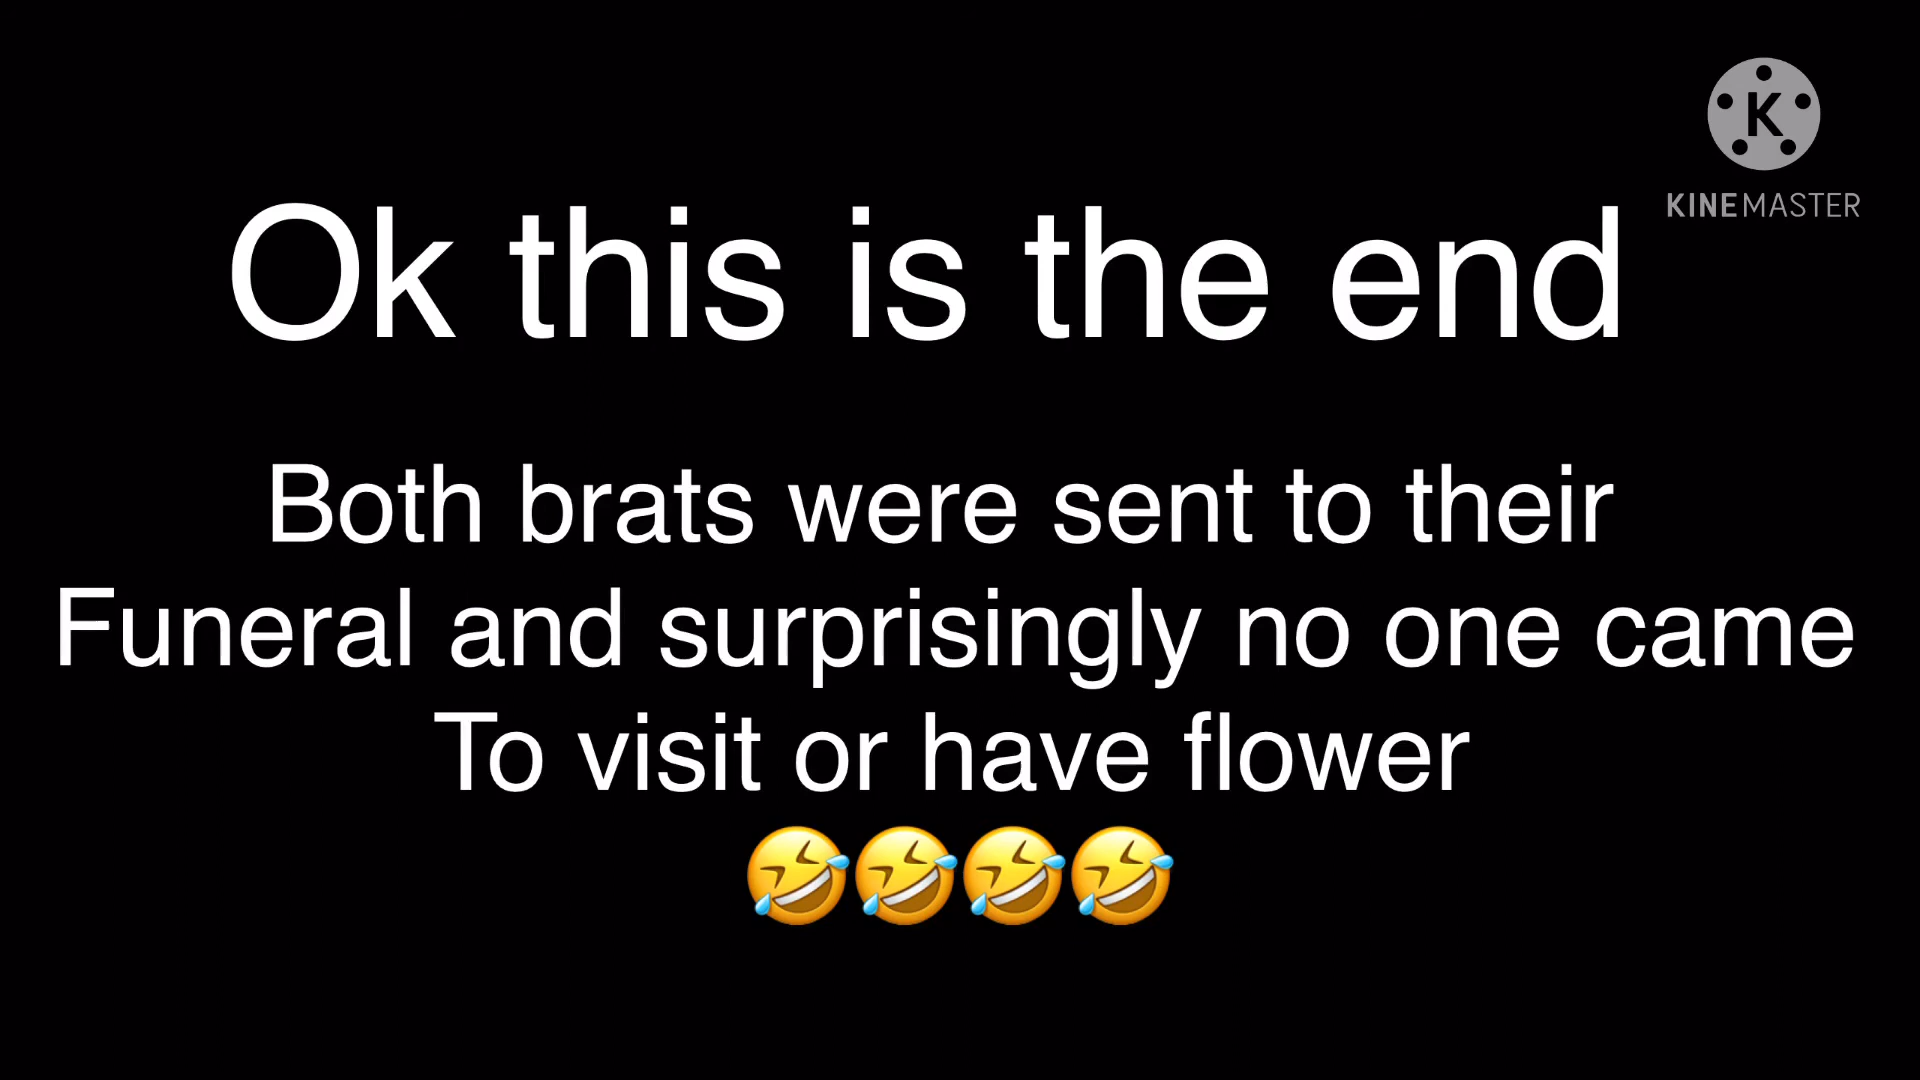 K
KINEMASTER
Ok this is the end
Both brats were sent to their
Funeral and surprisingly no one came
To visit or have flower
🤣🤣🤣🤣